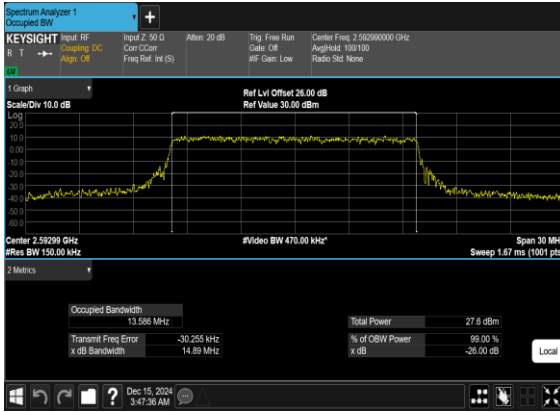 Spectrum Analyzer 1
Occupied BW
+
KEYSIGHT
R T
Input: RF
Coupling: DC
Align: Off
Input Z: 50 Ω
Corr CCorr
Freq Ref: Int (S)
Atten: 20 dB
Trig: Free Run
Gate: Off
#IF Gain: Low
Center Freq: 2.592990000 GHz
Avg|Hold: 100/100
Radio Std: None
1 Graph
Scale/Div 10.0 dB
Ref Lvl Offset 26.00 dB
Ref Value 30.00 dBm
Log
20.0
10.0
0.00
-10.0
-20.0
-30.0
-40.0
-50.0
-60.0
Center 2.59299 GHz
#Res BW 150.00 kHz
#Video BW 470.00 kHz*
Span 30 MH
Sweep 1.67 ms (1001 pts
2 Metrics
Occupied Bandwidth
13.586 MHz
Total Power 27.6 dBm
Transmit Freq Error -30.255 kHz
% of OBW Power 99.00 %
x dB Bandwidth 14.89 MHz
x dB -26.00 dB
Local
?
Dec 15, 2024
3:47:36 AM